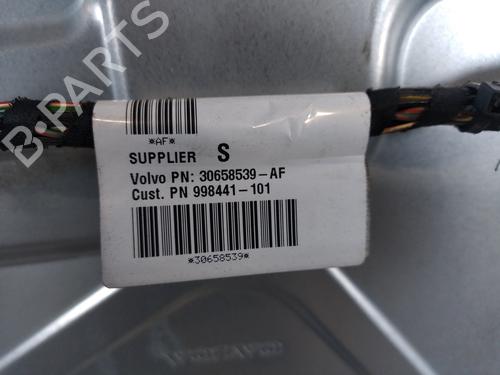 B-PARTS
*AF*
SUPPLIER S
Volvo PN: 30658539-AF
Cust. PN 998441-101
*30658539*